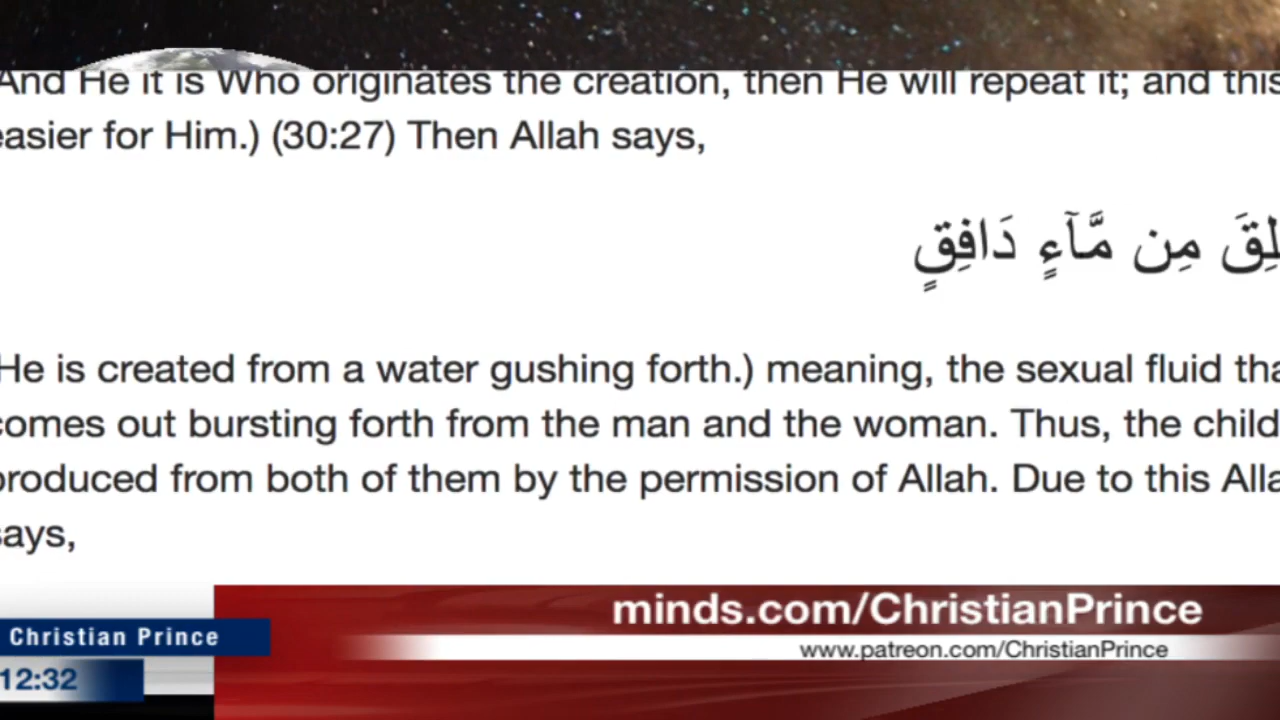 And He it is Who originates the creation, then He will repeat it; and this
easier for Him.) (30:27) Then Allah says,
مِن مَّآءٍ دَافِقٍ
He is created from a water gushing forth.) meaning, the sexual fluid
comes out bursting forth from the man and the woman. Thus, the child
produced from both of them by the permission of Allah. Due to this
says,
minds.com/ChristianPrince
Christian Prince
www.patreon.com/ChristianPrince
12:32